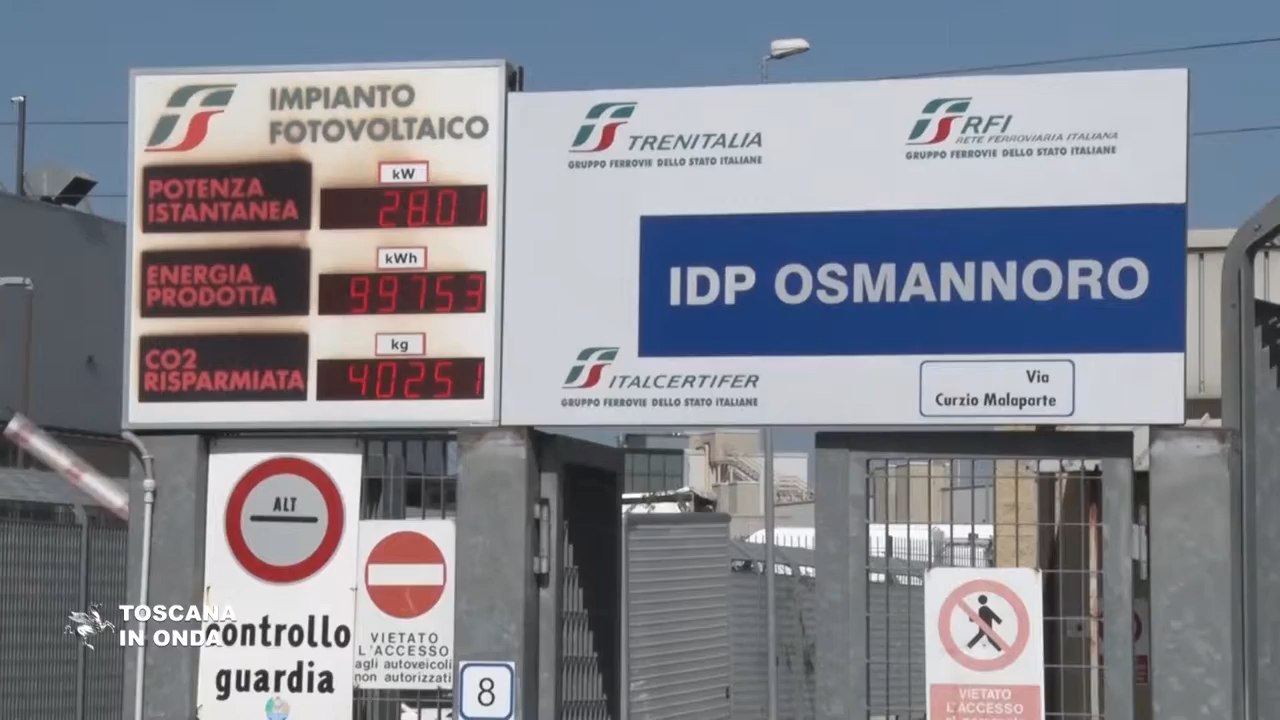 IMPIANTO
FOTOVOLTAICO
POTENZA
ISTANTANEA
kW
28.01
ENERGIA
PRODOTTA
kWh
99753
CO2
RISPARMIATA
kg
40251
TRENITALIA
GRUPPO FERROVIE DELLO STATO ITALIANE
RFI
RETE FERROVIARIA ITALIANA
GRUPPO FERROVIE DELLO STATO ITALIANE
IDP OSMANNORO
ITALCERTIFER
GRUPPO FERROVIE DELLO STATO ITALIANE
Via
Curzio Malaparte
ALT
controllo
guardia
VIETATO
L'ACCESSO
agli autoveicoli
non autorizzati
8
VIETATO
L'ACCESSO
TOSCANA
IN ONDA